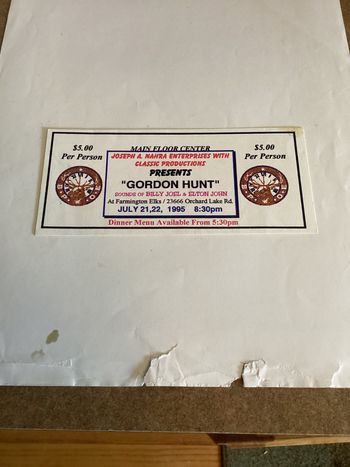 $5.00
Per Person
MAIN FLOOR CENTER
JOSEPH A. NAHRA ENTERPRISES WITH
CLASSIC PRODUCTIONS
PRESENTS
"GORDON HUNT"
SOUNDS OF BILLY JOEL & ELTON JOHN
At Farmington Elks / 23666 Orchard Lake Rd.
JULY 21,22, 1995 8:30pm
Dinner Menu Available From 5:30pm
$5.00
Per Person